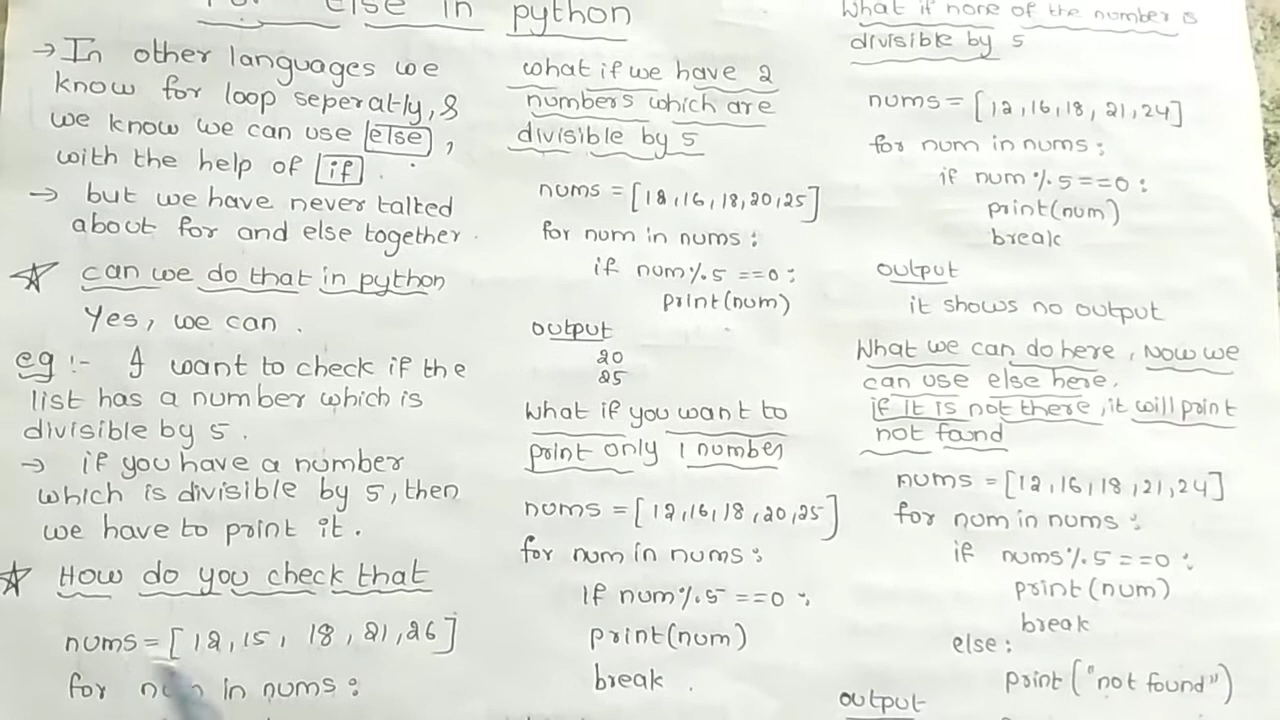 else in python
→ In other languages we
know for loop seperatly, &
we know we can use else,
with the help of if.
→ but we have never talked
about for and else together.
☆ can we do that in python
Yes, we can.
eg :- I want to check if the
list has a number which is
divisible by 5.
→ if you have a number
which is divisible by 5, then
we have to print it.
☆ How do you check that
nums = [12, 15, 18, 21, 26]
for num in nums:
what if we have 2
numbers which are
divisible by 5
nums = [12, 16, 18, 20, 25]
for num in nums:
if num % 5 == 0:
print(num)
output
20
25
What if you want to
print only 1 number
nums = [12, 16, 18, 20, 25]
for num in nums:
If num % 5 == 0:
print(num)
break.
What if none of the number is
divisible by 5
nums = [12, 16, 18, 21, 24]
for num in nums:
if num % 5 == 0:
print(num)
break
output
it shows no output
What we can do here, Now we
can use else here.
if it is not there, it will print
not found
nums = [12, 16, 18, 21, 24]
for num in nums:
if nums % 5 == 0:
print(num)
break
else:
print("not found")
output